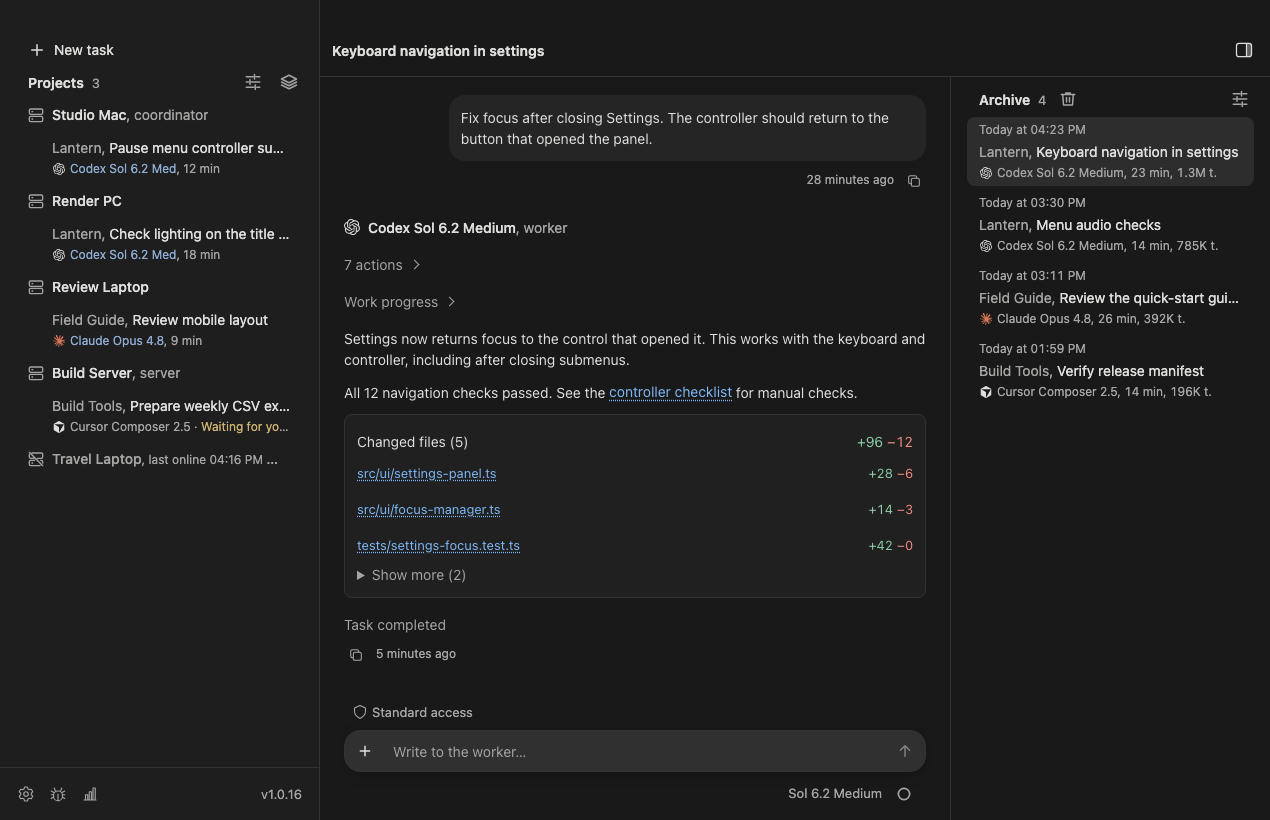 New task
Projects 3
Studio Mac, coordinator
Lantern, Pause menu controller su...
Codex Sol 6.2 Med, 12 min
Render PC
Lantern, Check lighting on the title ...
Codex Sol 6.2 Med, 18 min
Review Laptop
Field Guide, Review mobile layout
Claude Opus 4.8, 9 min
Build Server, server
Build Tools, Prepare weekly CSV ex...
Cursor Composer 2.5 · Waiting for yo...
Travel Laptop, last online 04:16 PM ...
v1.0.16
Keyboard navigation in settings
Fix focus after closing Settings. The controller should return to the
button that opened the panel.
28 minutes ago
Codex Sol 6.2 Medium, worker
7 actions
Work progress
Settings now returns focus to the control that opened it. This works with the keyboard and
controller, including after closing submenus.
All 12 navigation checks passed. See the controller checklist for manual checks.
Changed files (5) +96 −12
src/ui/settings-panel.ts +28 −6
src/ui/focus-manager.ts +14 −3
tests/settings-focus.test.ts +42 −0
Show more (2)
Task completed
5 minutes ago
Standard access
Write to the worker...
Sol 6.2 Medium
Archive 4
Today at 04:23 PM
Lantern, Keyboard navigation in settings
Codex Sol 6.2 Medium, 23 min, 1.3M t.
Today at 03:30 PM
Lantern, Menu audio checks
Codex Sol 6.2 Medium, 14 min, 785K t.
Today at 03:11 PM
Field Guide, Review the quick-start gui...
Claude Opus 4.8, 26 min, 392K t.
Today at 01:59 PM
Build Tools, Verify release manifest
Cursor Composer 2.5, 14 min, 196K t.